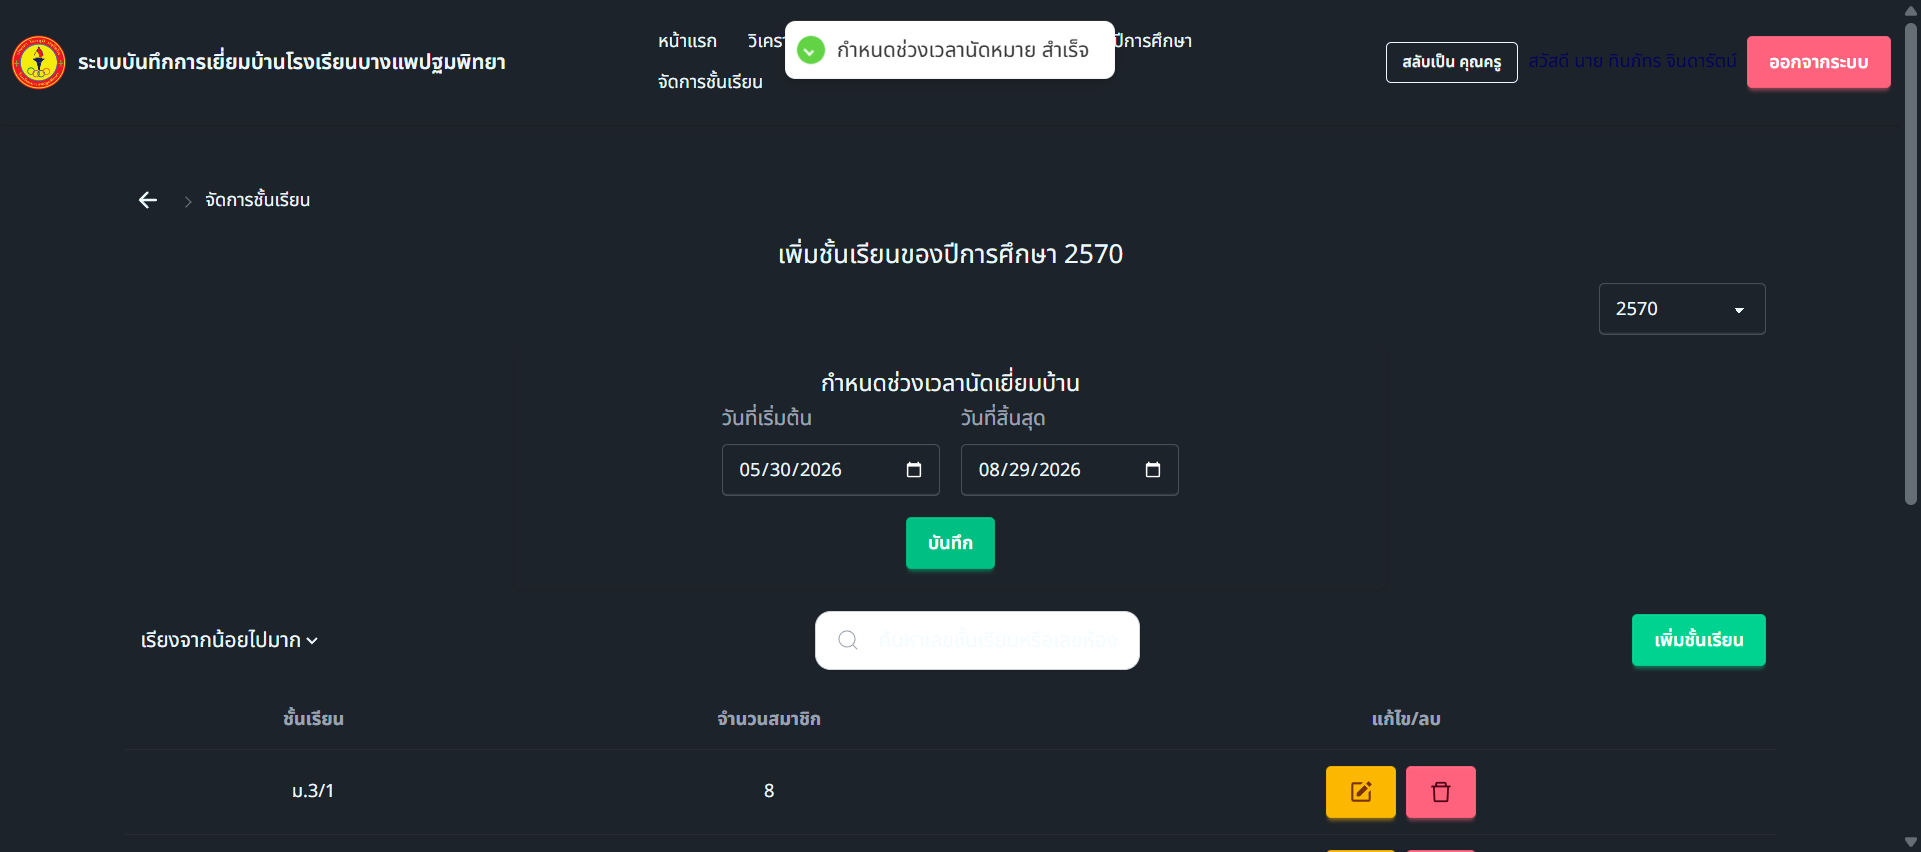 ระบบบันทึกการเยี่ยมบ้านโรงเรียนบางแพปฐมพิทยา
หน้าแรก
ปีการศึกษา
จัดการชั้นเรียน
กำหนดช่วงเวลานัดหมาย สำเร็จ
สลับเป็น คุณครู
สวัสดี นาย ทินภัทร จินดารัตน์
ออกจากระบบ
จัดการชั้นเรียน
เพิ่มชั้นเรียนของปีการศึกษา 2570
2570
กำหนดช่วงเวลานัดเยี่ยมบ้าน
วันที่เริ่มต้น วันที่สิ้นสุด
05/30/2026 08/29/2026
บันทึก
เรียงจากน้อยไปมาก
ค้นหาเลขชั้นเรียนหรือเลขห้อง
เพิ่มชั้นเรียน
ชั้นเรียน จำนวนสมาชิก แก้ไข/ลบ
ม.3/1 8